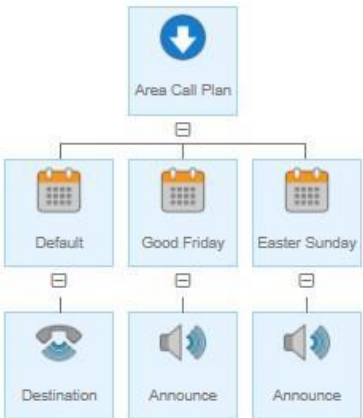 Area Call Plan
Default
Good Friday
Easter Sunday
Destination
Announce
Announce